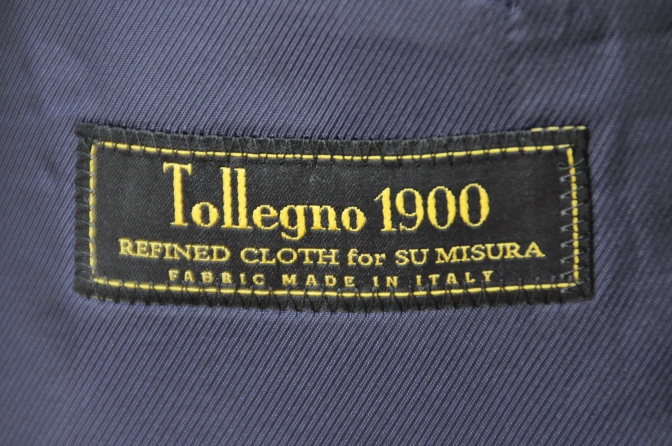 Tollegno 1900
REFINED CLOTH for SU MISURA
FABRIC MADE IN ITALY